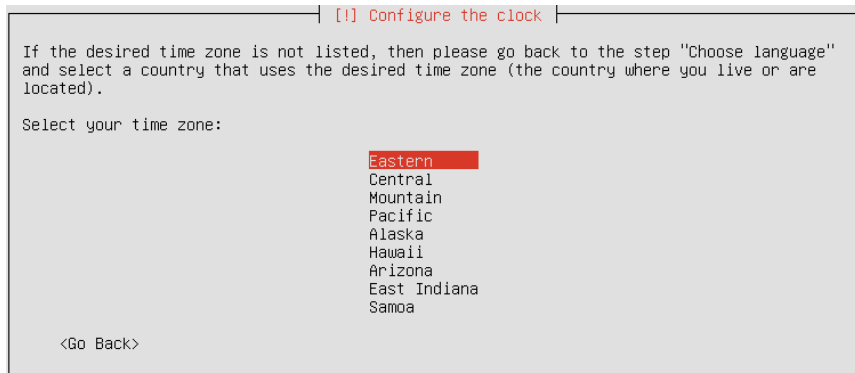 [!] Configure the clock
If the desired time zone is not listed, then please go back to the step "Choose language"
and select a country that uses the desired time zone (the country where you live or are
located).
Select your time zone:
Eastern
Central
Mountain
Pacific
Alaska
Hawaii
Arizona
East Indiana
Samoa
<Go Back>